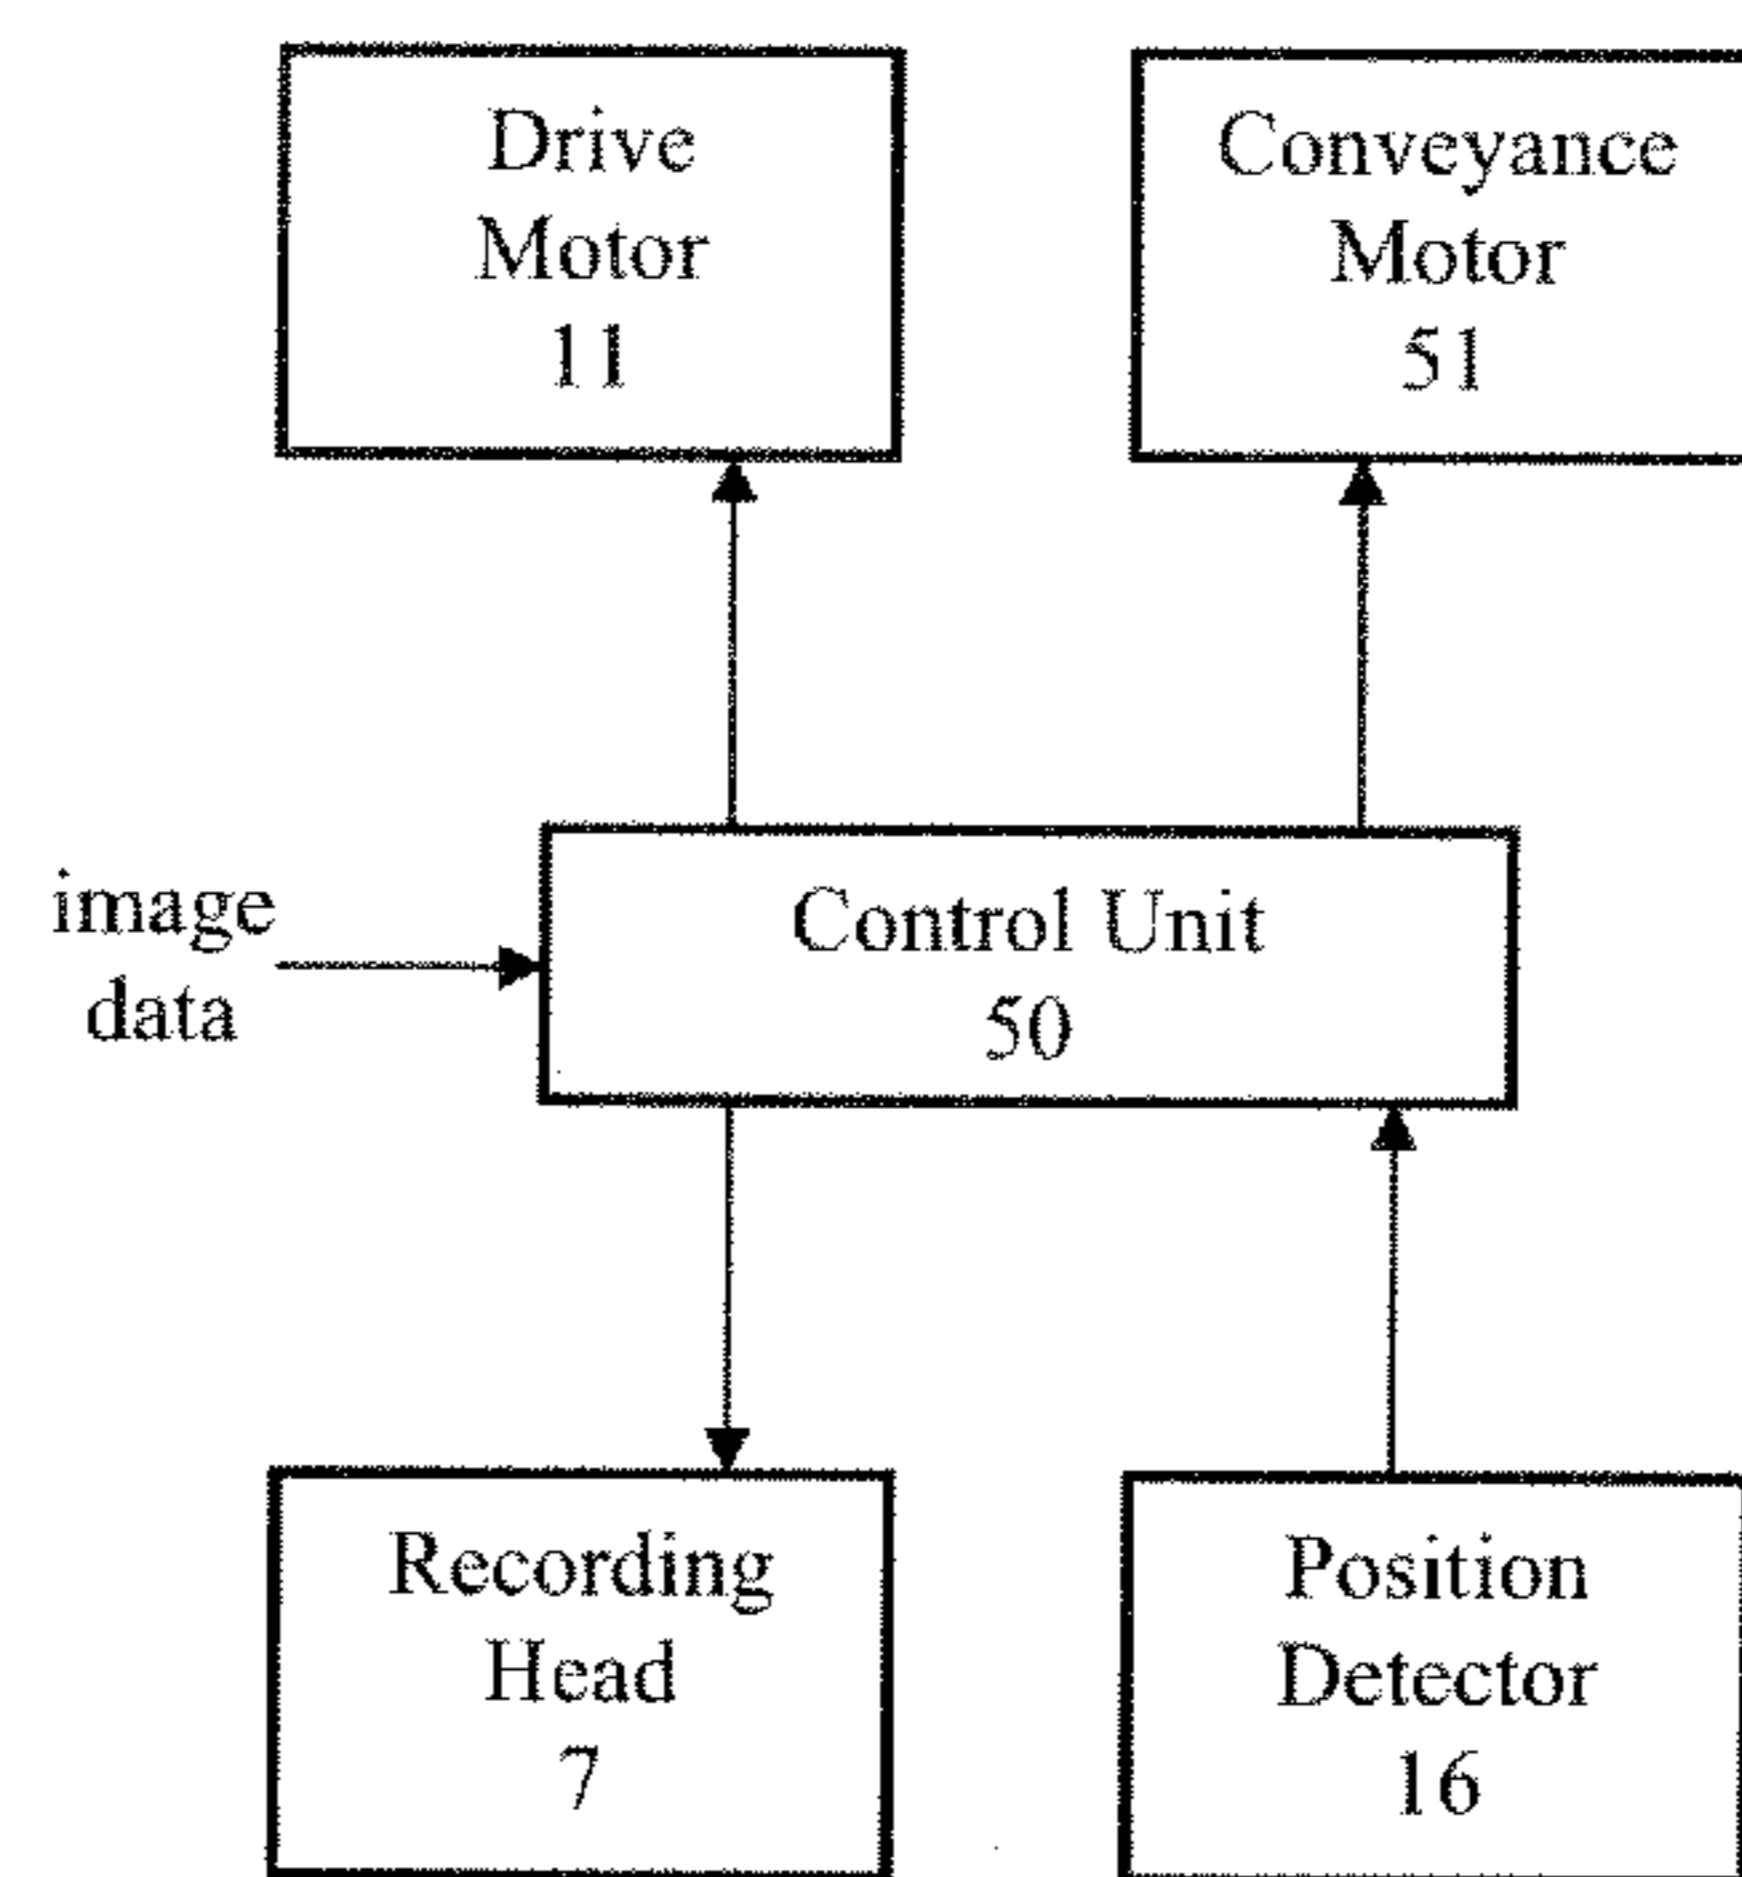 Drive
Motor
11
Conveyance
Motor
51
image
data
Control Unit
50
Recording
Head
7
Position
Detector
16